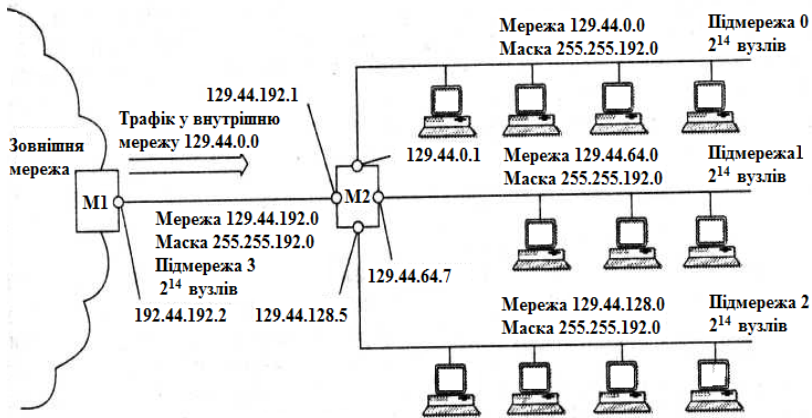 Мережа 129.44.0.0
Маска 255.255.192.0
Підмережа 0
2¹⁴ вузлів
129.44.192.1
Трафік у внутрішню
мережу 129.44.0.0
Зовнішня
мережа
129.44.0.1
Мережа 129.44.64.0
Маска 255.255.192.0
Підмережа1
2¹⁴ вузлів
М1
М2
Мережа 129.44.192.0
Маска 255.255.192.0
Підмережа 3
2¹⁴ вузлів
192.44.192.2
129.44.128.5
129.44.64.7
Мережа 129.44.128.0
Маска 255.255.192.0
Підмережа 2
2¹⁴ вузлів